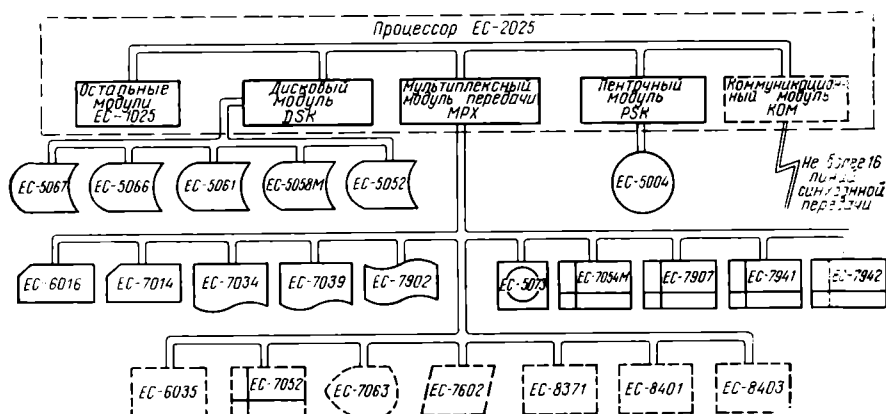 Процессор ЕС-2025
Остальные
модули
ЕС-1025
Дисковый
модуль
DSK
Мультиплексный
модуль передачи
MPX
Ленточный
модуль
PSK
Коммуникацион-
ный модуль
КОМ
ЕС-5067
ЕС-5066
ЕС-5061
ЕС-5058М
ЕС-5052
ЕС-5004
Не более 16
линий
синхронной
передачи
ЕС-6016
ЕС-7014
ЕС-7034
ЕС-7039
ЕС-7902
ЕС-5073
ЕС-7054М
ЕС-7907
ЕС-7941
ЕС-7942
ЕС-6035
ЕС-7052
ЕС-7063
ЕС-7602
ЕС-8371
ЕС-8401
ЕС-8403